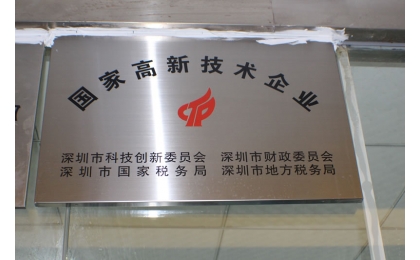 国家高新技术企业
深圳市科技创新委员会 深圳市财政委员会
深圳市国家税务局 深圳市地方税务局